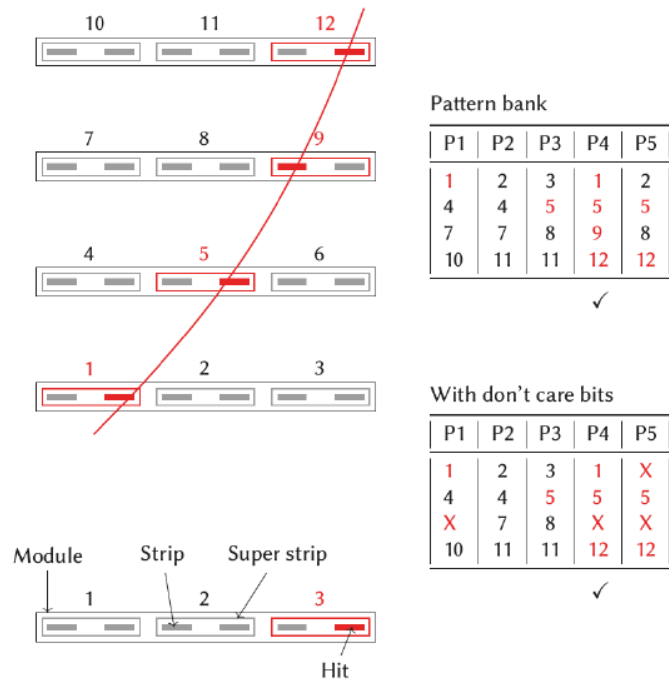 10 11 12
7 8 9
4 5 6
1 2 3
Module
Strip
Super strip
1 2 3
Hit
Pattern bank
P1 P2 P3 P4 P5
1 2 3 1 2
4 4 5 5 5
7 7 8 9 8
10 11 11 12 12
✓
With don't care bits
P1 P2 P3 P4 P5
1 2 3 1 X
4 4 5 5 5
X 7 8 X X
10 11 11 12 12
✓